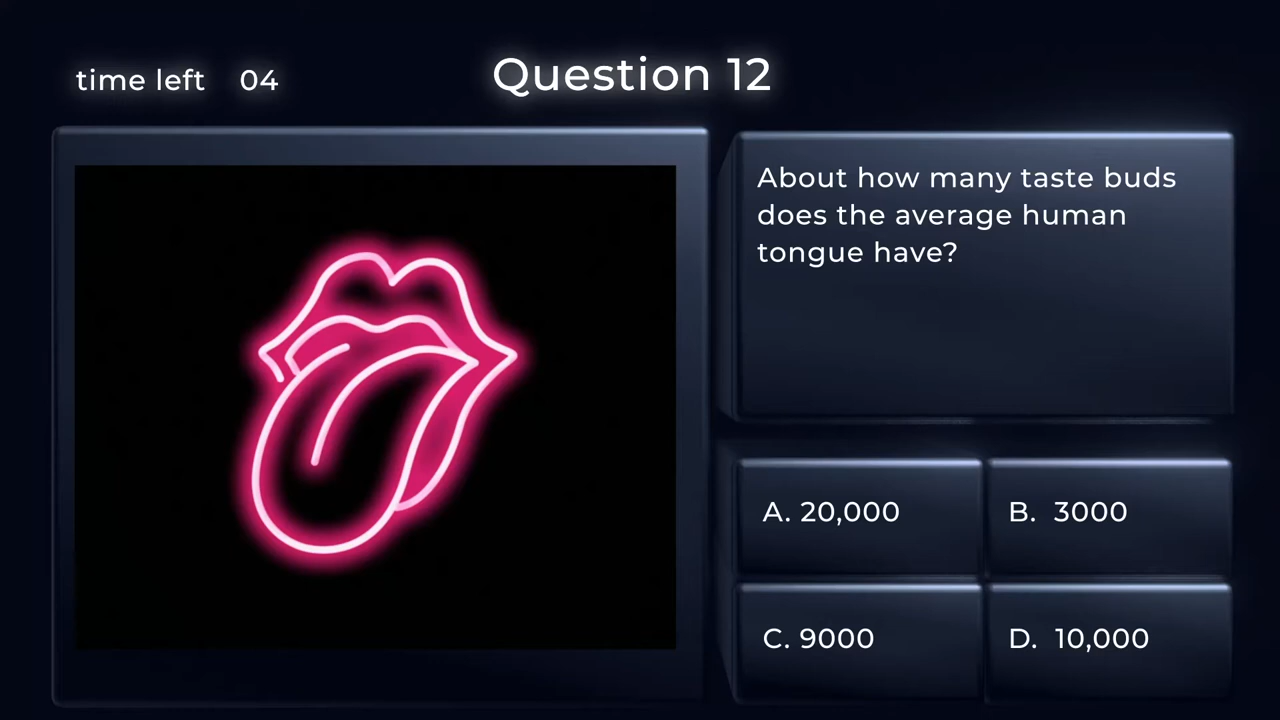 time left 04
Question 12
About how many taste buds
does the average human
tongue have?
A. 20,000
B. 3000
C. 9000
D. 10,000